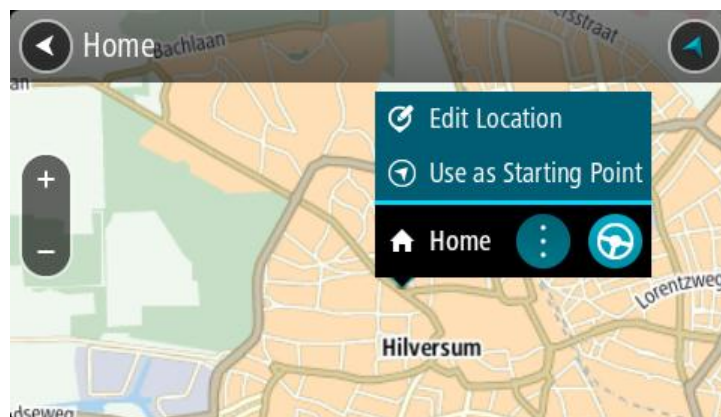 Home
Bachlaan
Edit Location
Use as Starting Point
+
Home
−
Lorentzweg
Hilversum